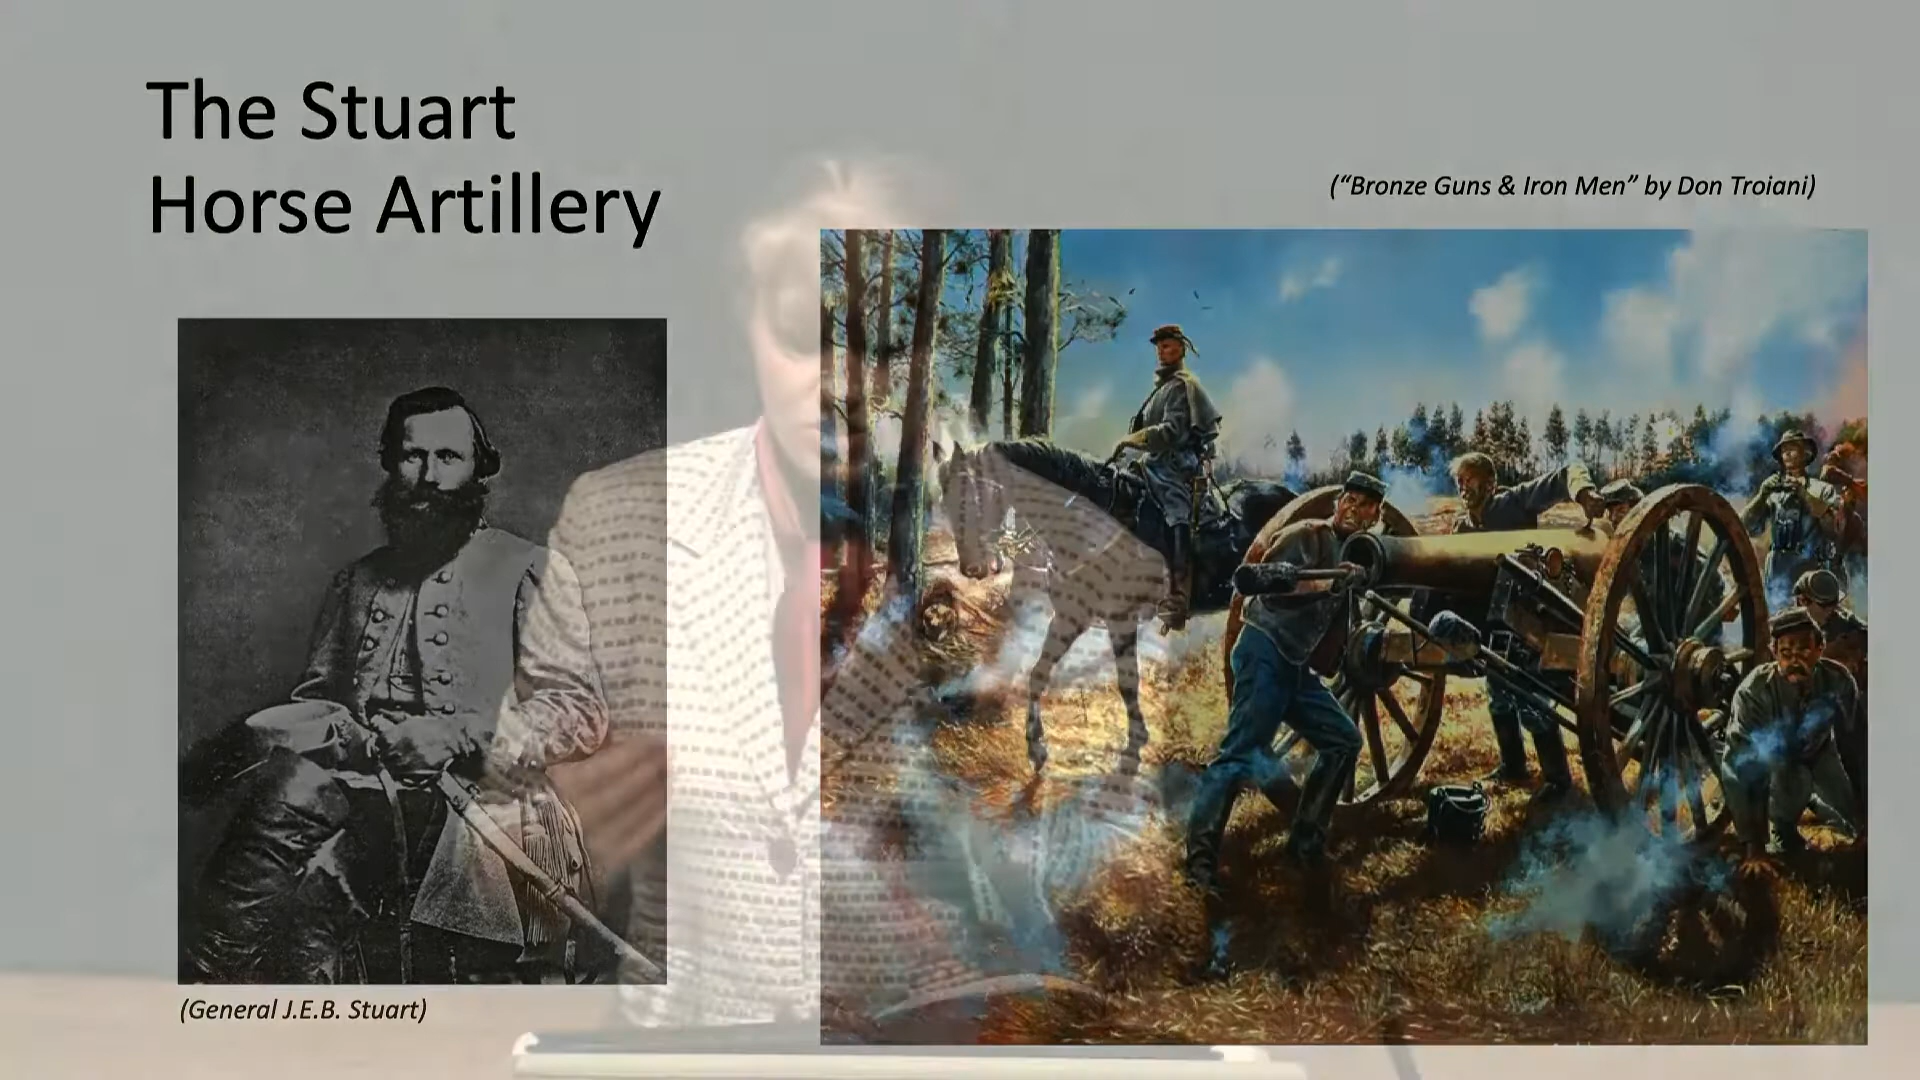 The Stuart
Horse Artillery
(“Bronze Guns & Iron Men” by Don Troiani)
(General J.E.B. Stuart)